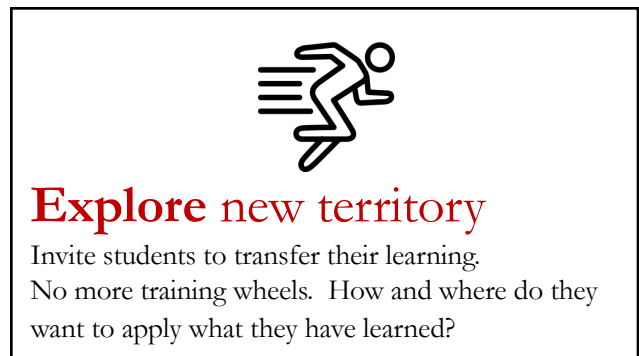 Explore new territory
Invite students to transfer their learning.
No more training wheels.  How and where do they
want to apply what they have learned?